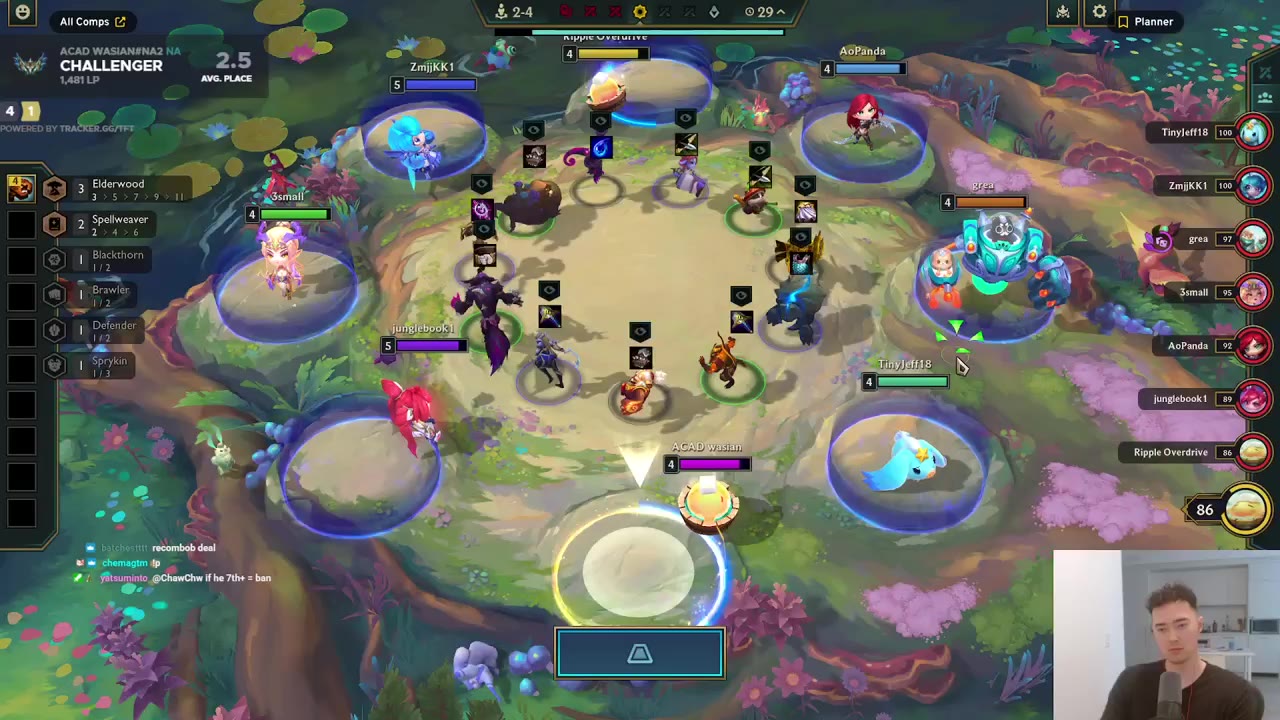 All Comps
ACAD WASIAN#NA2 NA
CHALLENGER
1,481 LP
2.5
AVG. PLACE
4 1
POWERED BY TRACKER.GG/TFT
2-4
29
Planner
4
3 Elderwood
3 > 5 > 7 > 9 > 11
2 Spellweaver
2 > 4 > 6
1 Blackthorn
1 / 2
1 Brawler
1 / 2
1 Defender
1 / 2
1 Sprykin
1 / 3
Ripple Overdrive
4
ZmjjKK1
5
AoPanda
4
3small
4
grea
4
junglebook1
5
TinyJeff18
4
ACAD wasian
4
TinyJeff18 100
ZmjjKK1 100
grea 97
3small 95
AoPanda 92
junglebook1 89
Ripple Overdrive 86
86
batchestttt recombob deal
chemagtm fp
yatsuminto @ChawChw if he 7th+ = ban